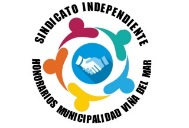 SINDICATO INDEPENDIENTE
HONORARIOS MUNICIPALIDAD VIÑA DEL MAR